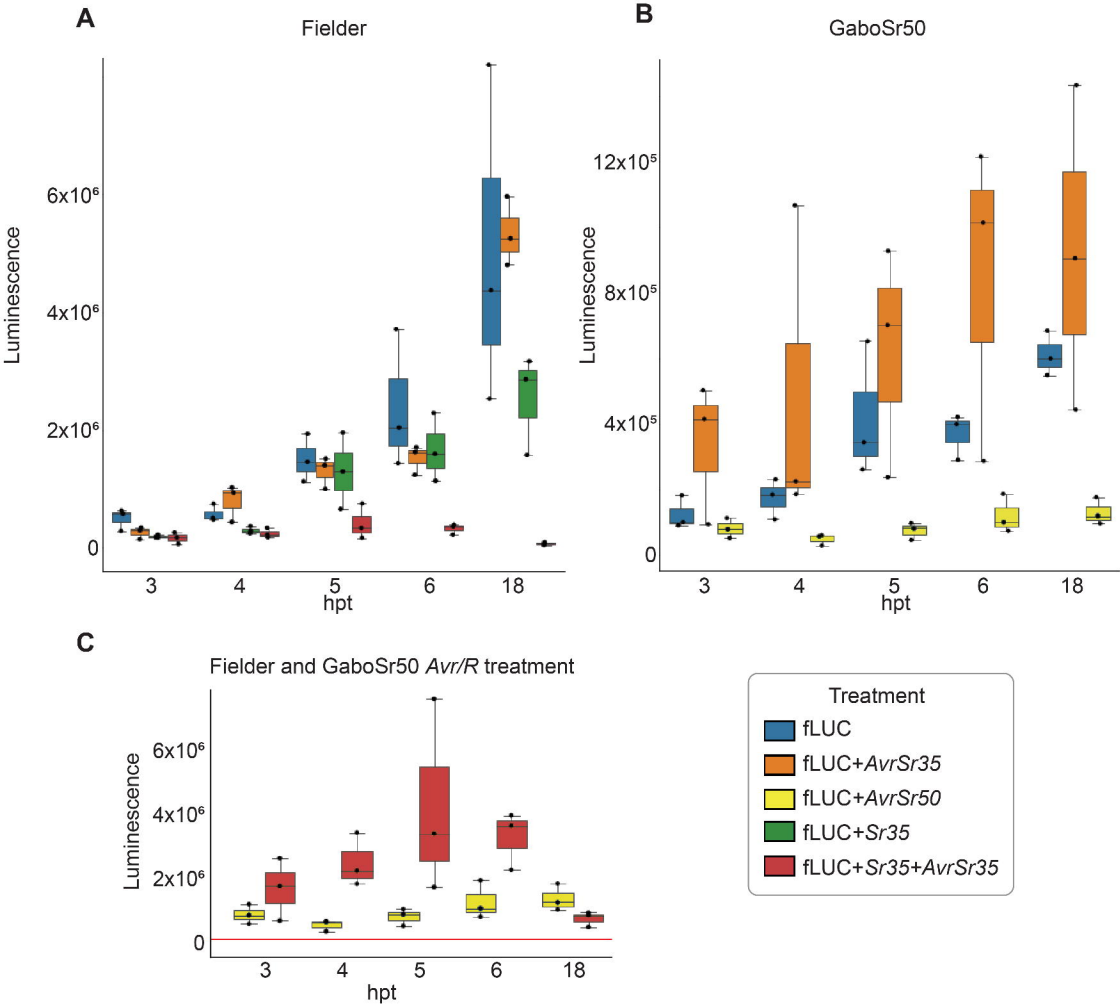 A
Fielder
Luminescence
6x10⁶
4x10⁶
2x10⁶
0
3 4 5 6 18
hpt
B
GaboSr50
Luminescence
12x10⁵
8x10⁵
4x10⁵
0
3 4 5 6 18
hpt
C
Fielder and GaboSr50 Avr/R treatment
Luminescence
6x10⁶
4x10⁶
2x10⁶
0
3 4 5 6 18
hpt
Treatment
fLUC
fLUC+AvrSr35
fLUC+AvrSr50
fLUC+Sr35
fLUC+Sr35+AvrSr35